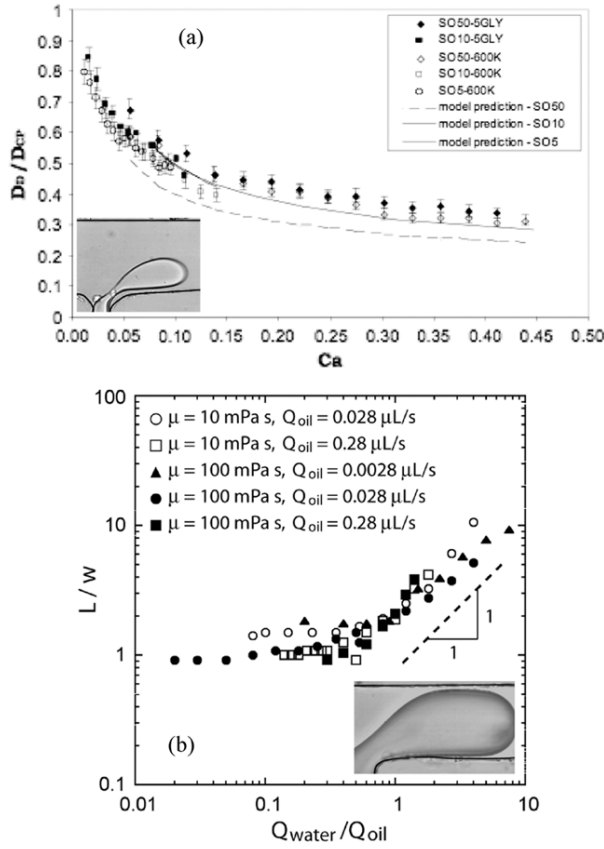 (a)
SO50-5GLY
SO10-5GLY
SO50-600K
SO10-600K
SO5-600K
model prediction - SO50
model prediction - SO10
model prediction - SO5
1
0.9
0.8
0.7
0.6
0.5
0.4
0.3
0.2
0.1
0
D_D / D_CP
0.00 0.05 0.10 0.15 0.20 0.25 0.30 0.35 0.40 0.45 0.50
Ca
100
10
1
0.1
L / w
μ = 10 mPa s, Q_oil = 0.028 μL/s
μ = 10 mPa s, Q_oil = 0.28 μL/s
μ = 100 mPa s, Q_oil = 0.0028 μL/s
μ = 100 mPa s, Q_oil = 0.028 μL/s
μ = 100 mPa s, Q_oil = 0.28 μL/s
1
1
(b)
0.01 0.1 1 10
Q_water/Q_oil